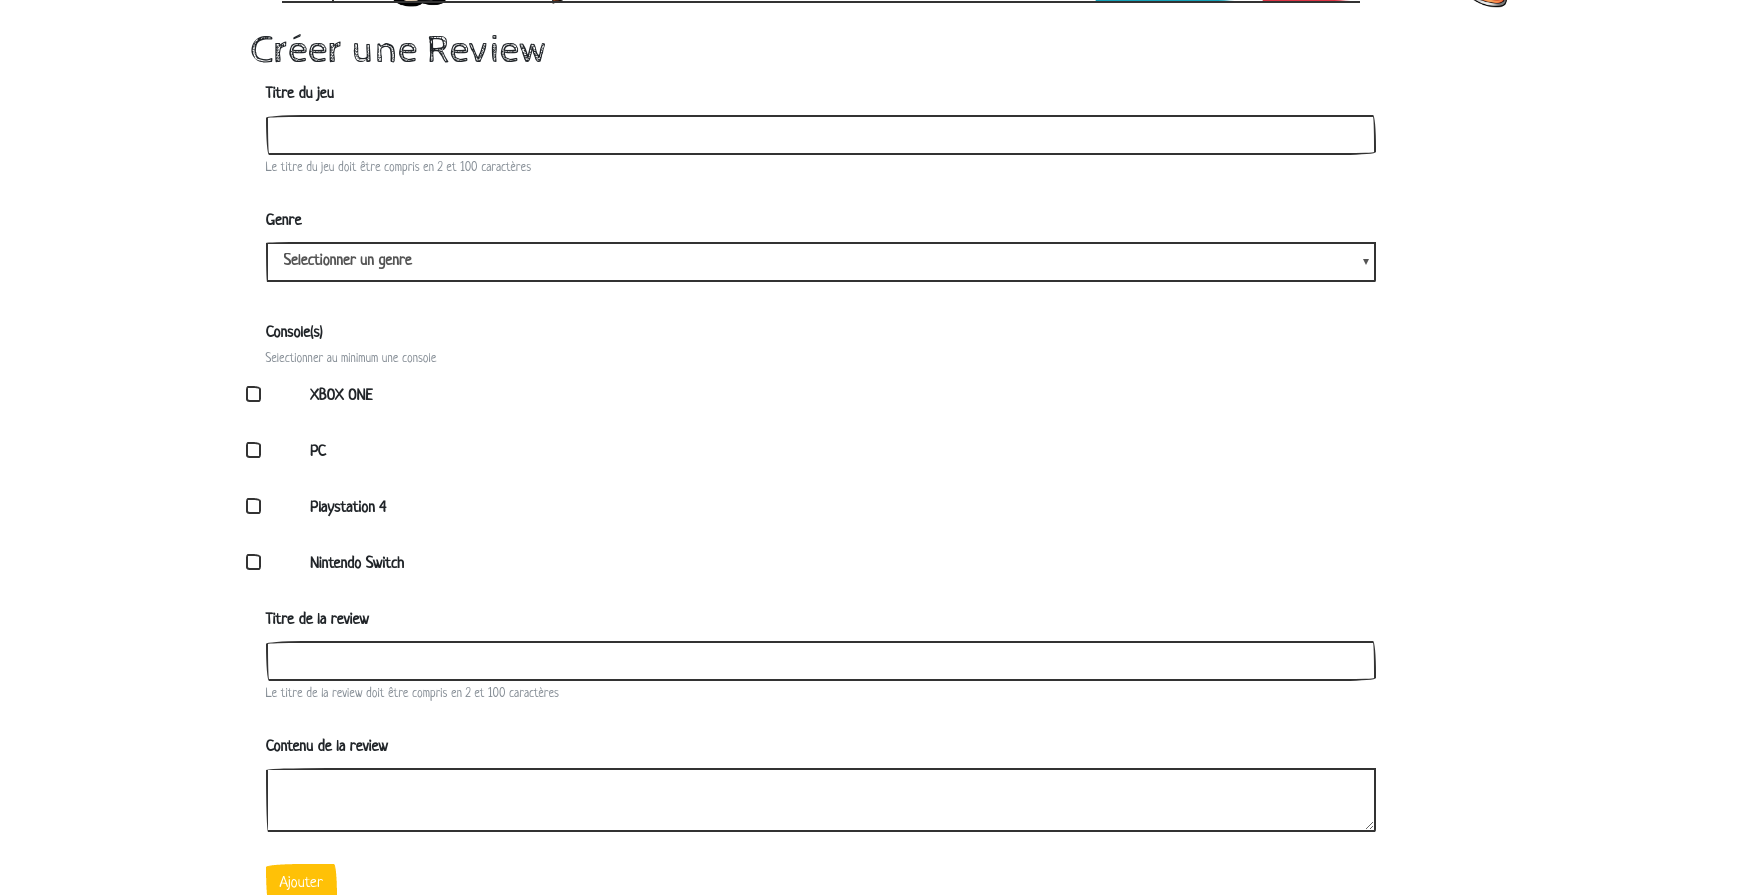 Créer une Review
Titre du jeu
Le titre du jeu doit être compris en 2 et 100 caractères
Genre
Selectionner un genre
Console(s)
Selectionner au minimum une console
XBOX ONE
PC
Playstation 4
Nintendo Switch
Titre de la review
Le titre de la review doit être compris en 2 et 100 caractères
Contenu de la review
Ajouter